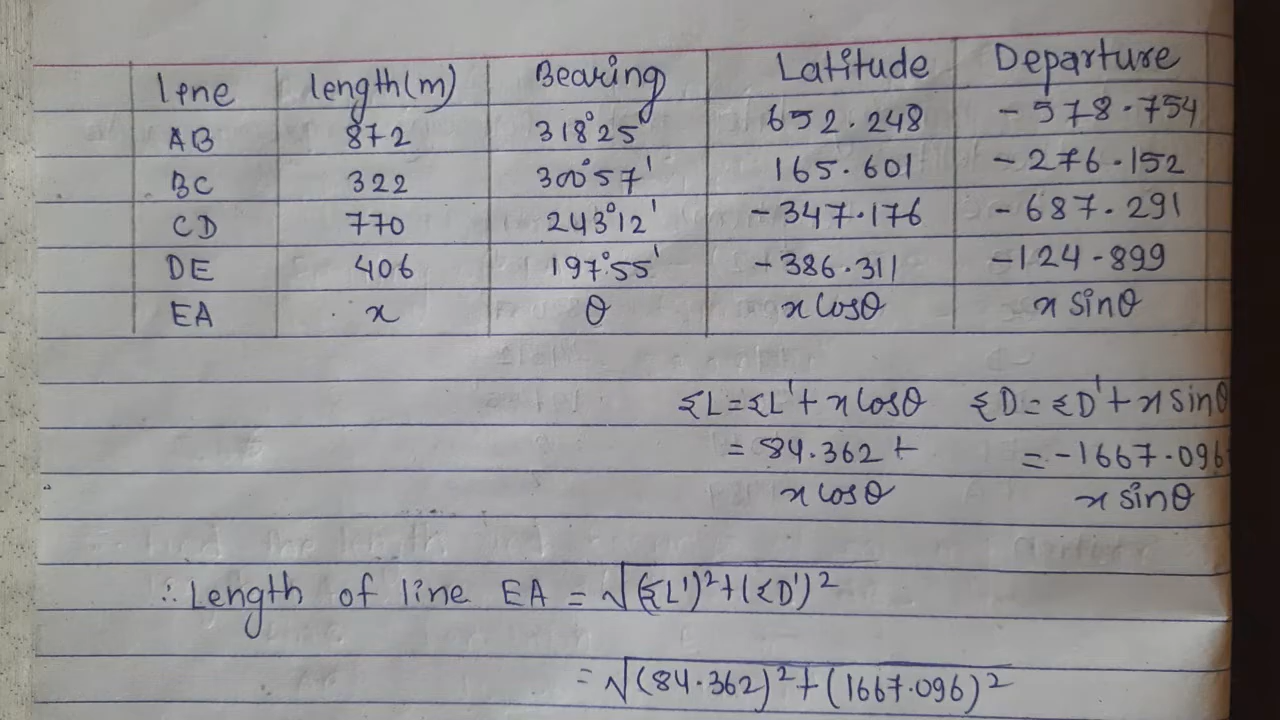 line length(m) Bearing Latitude Departure
AB 872 318°25' 652.248 -578.754
BC 322 300°57' 165.601 -276.152
CD 770 243°12' -347.176 -687.291
DE 406 197°55' -386.311 -124.899
EA x θ x cosθ x sinθ
ΣL = ΣL' + x cosθ ΣD = ΣD' + x sinθ
= 84.362 + = -1667.096
x cosθ x sinθ
∴ Length of line EA = √(ΣL')² + (ΣD')²
= √(84.362)² + (1667.096)²